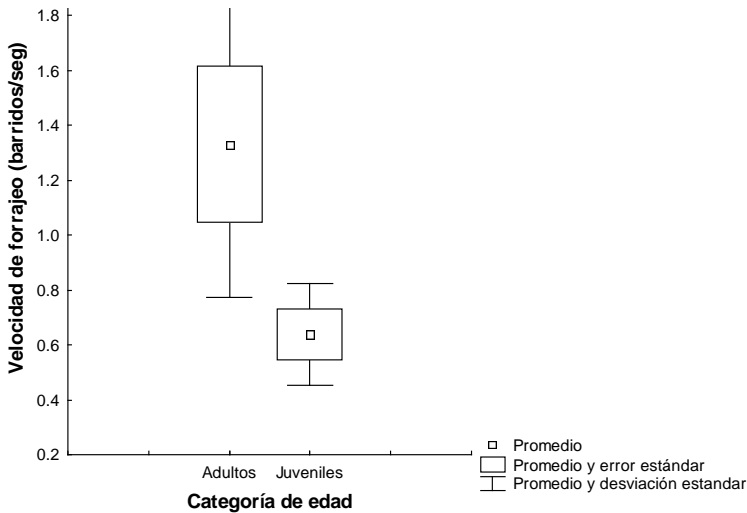 1.8
1.6
1.4
1.2
1.0
0.8
0.6
0.4
0.2
Velocidad de forrajeo (barridos/seg)
Adultos Juveniles
Categoría de edad
Promedio
Promedio y error estándar
Promedio y desviación estandar